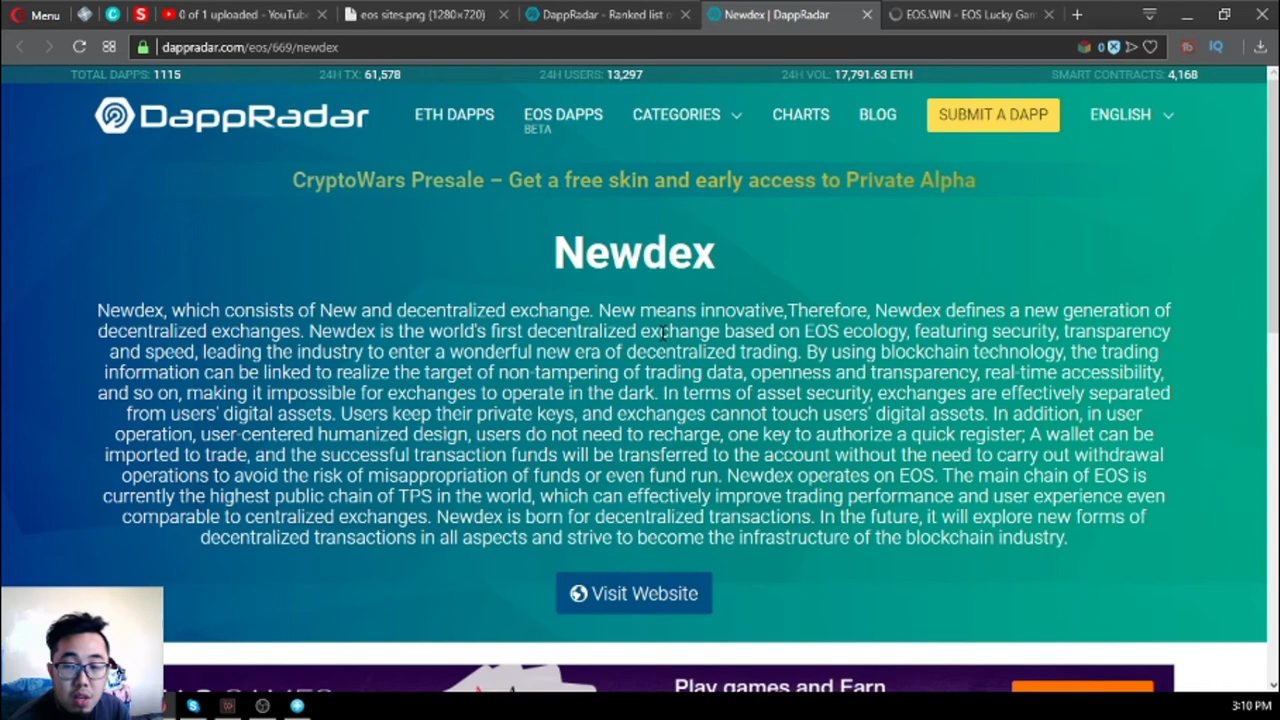 Menu
0 of 1 uploaded - YouTube
eos sites.png (1280×720)
DappRadar - Ranked list o
Newdex | DappRadar
EOS.WIN - EOS Lucky Gam
dappradar.com/eos/669/newdex
0
IQ
TOTAL DAPPS: 1115
24H TX: 61,578
24H USERS: 13,297
24H VOL: 17,791.63 ETH
SMART CONTRACTS: 4,168
DappRadar
ETH DAPPS
EOS DAPPS
BETA
CATEGORIES
CHARTS
BLOG
SUBMIT A DAPP
ENGLISH
CryptoWars Presale – Get a free skin and early access to Private Alpha
Newdex
Newdex, which consists of New and decentralized exchange. New means innovative,Therefore, Newdex defines a new generation of
decentralized exchanges. Newdex is the world's first decentralized exchange based on EOS ecology, featuring security, transparency
and speed, leading the industry to enter a wonderful new era of decentralized trading. By using blockchain technology, the trading
information can be linked to realize the target of non-tampering of trading data, openness and transparency, real-time accessibility,
and so on, making it impossible for exchanges to operate in the dark. In terms of asset security, exchanges are effectively separated
from users' digital assets. Users keep their private keys, and exchanges cannot touch users' digital assets. In addition, in user
operation, user-centered humanized design, users do not need to recharge, one key to authorize a quick register; A wallet can be
imported to trade, and the successful transaction funds will be transferred to the account without the need to carry out withdrawal
operations to avoid the risk of misappropriation of funds or even fund run. Newdex operates on EOS. The main chain of EOS is
currently the highest public chain of TPS in the world, which can effectively improve trading performance and user experience even
comparable to centralized exchanges. Newdex is born for decentralized transactions. In the future, it will explore new forms of
decentralized transactions in all aspects and strive to become the infrastructure of the blockchain industry.
Visit Website
Play games and Earn
3:10 PM